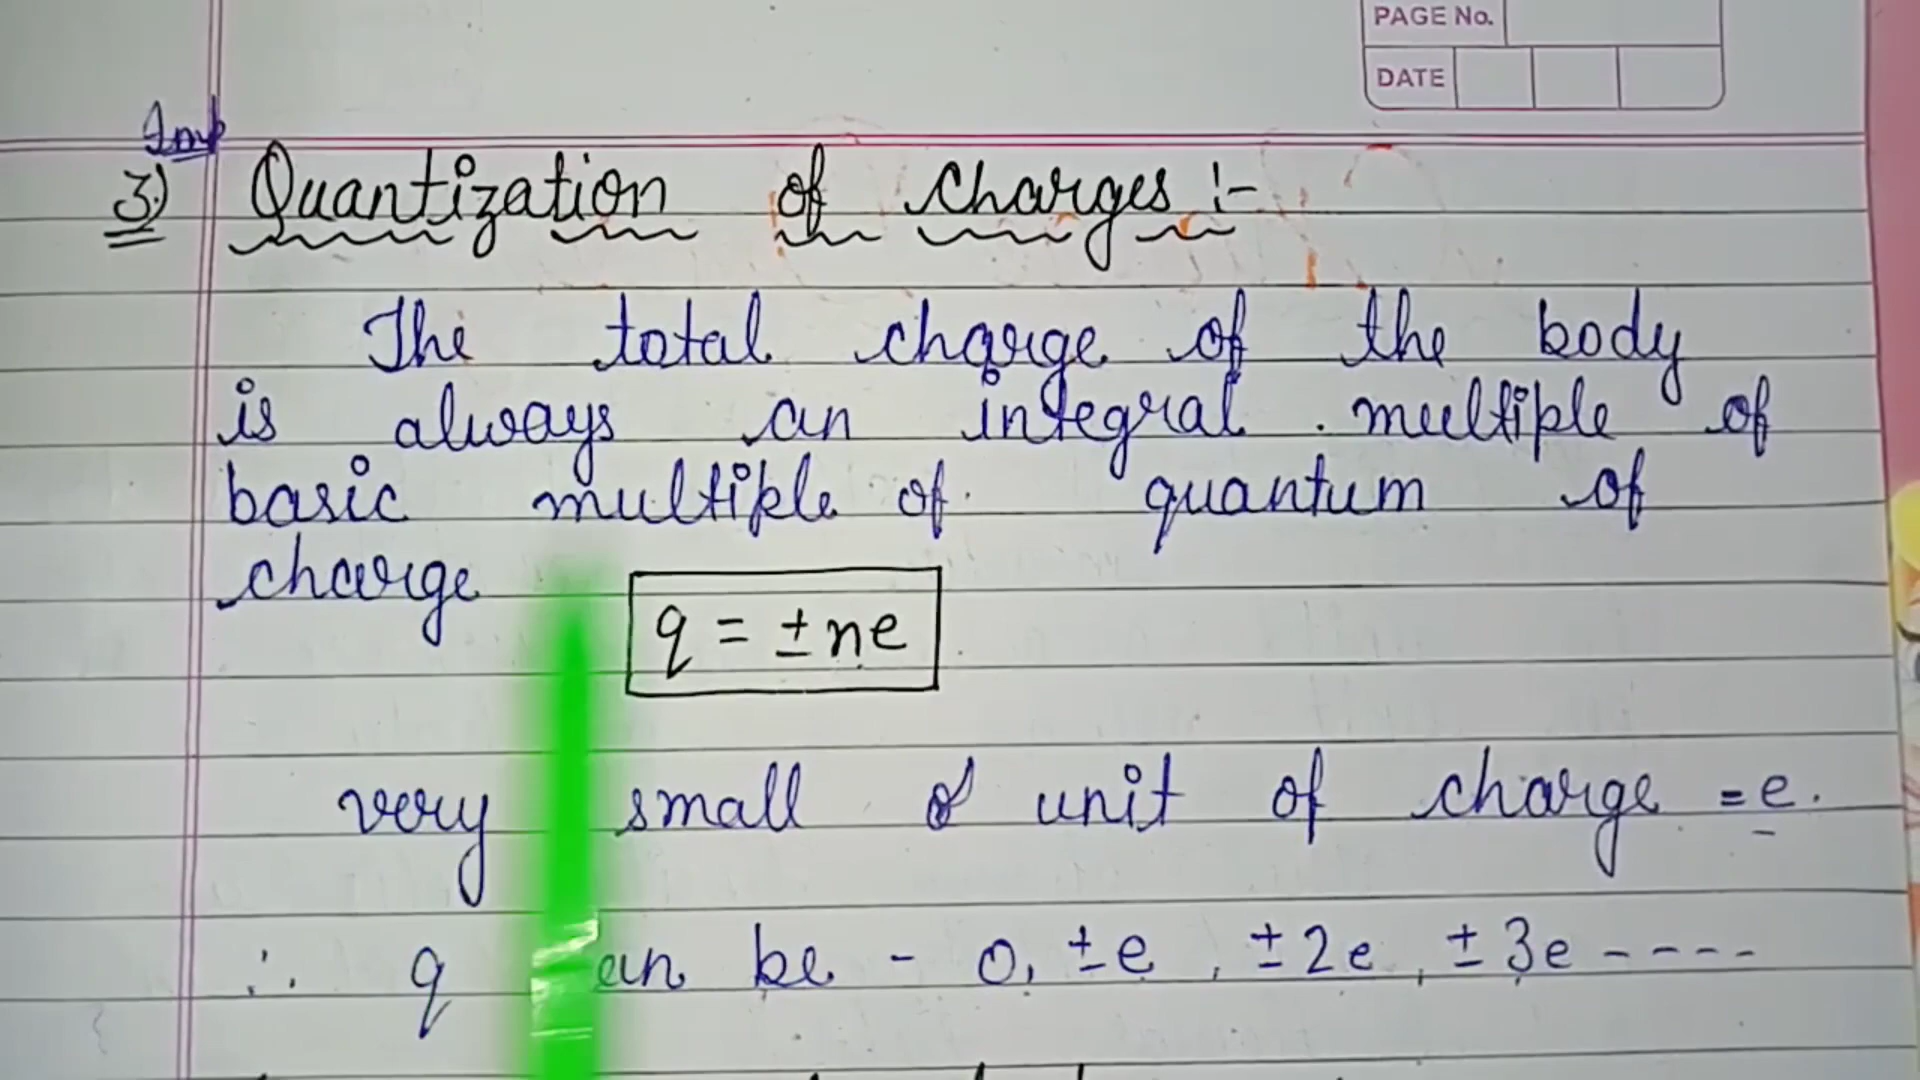 PAGE No.
DATE
Imp
3) Quantization of charges :-
The total charge of the body
is always an integral multiple of
basic multiple of quantum of
charge
q = ±ne
very small unit of charge = e.
∴ q can be - 0, ±e, ±2e, ±3e ----